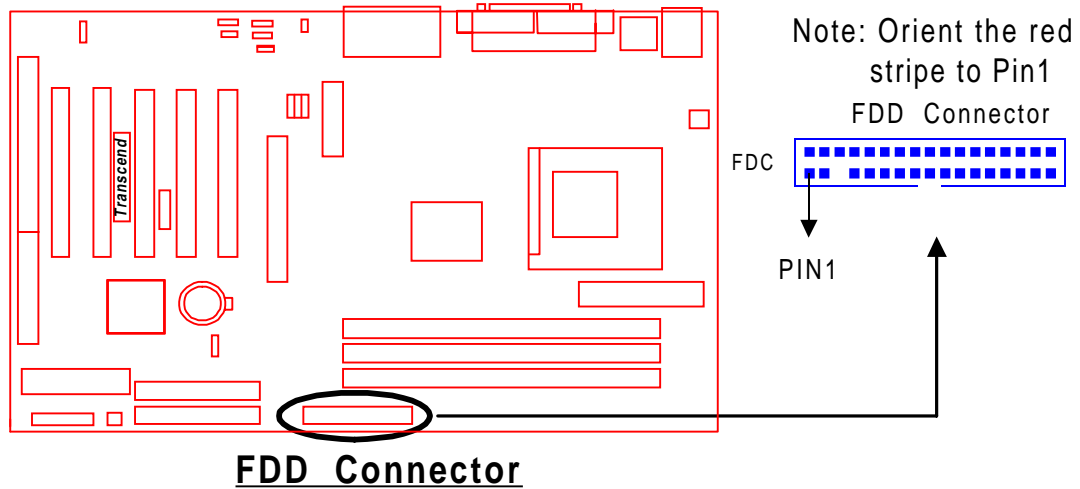 Note: Orient the red
stripe to Pin1
FDD Connector
FDC
PIN1
Transcend
FDD Connector